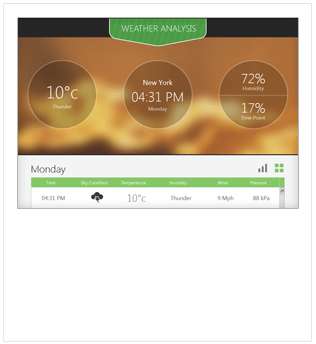 WEATHER ANALYSIS
10°c
Thunder
New York
04:31 PM
Monday
72%
Humidity
17%
Dew Point
Monday
Time Sky Condition Temperature Humidity Wind Pressure
04:31 PM 10°c Thunder 9 Mph 88 kPa